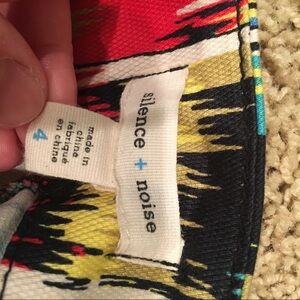 silence + noise
made in
china
fabriqué
en chine
4